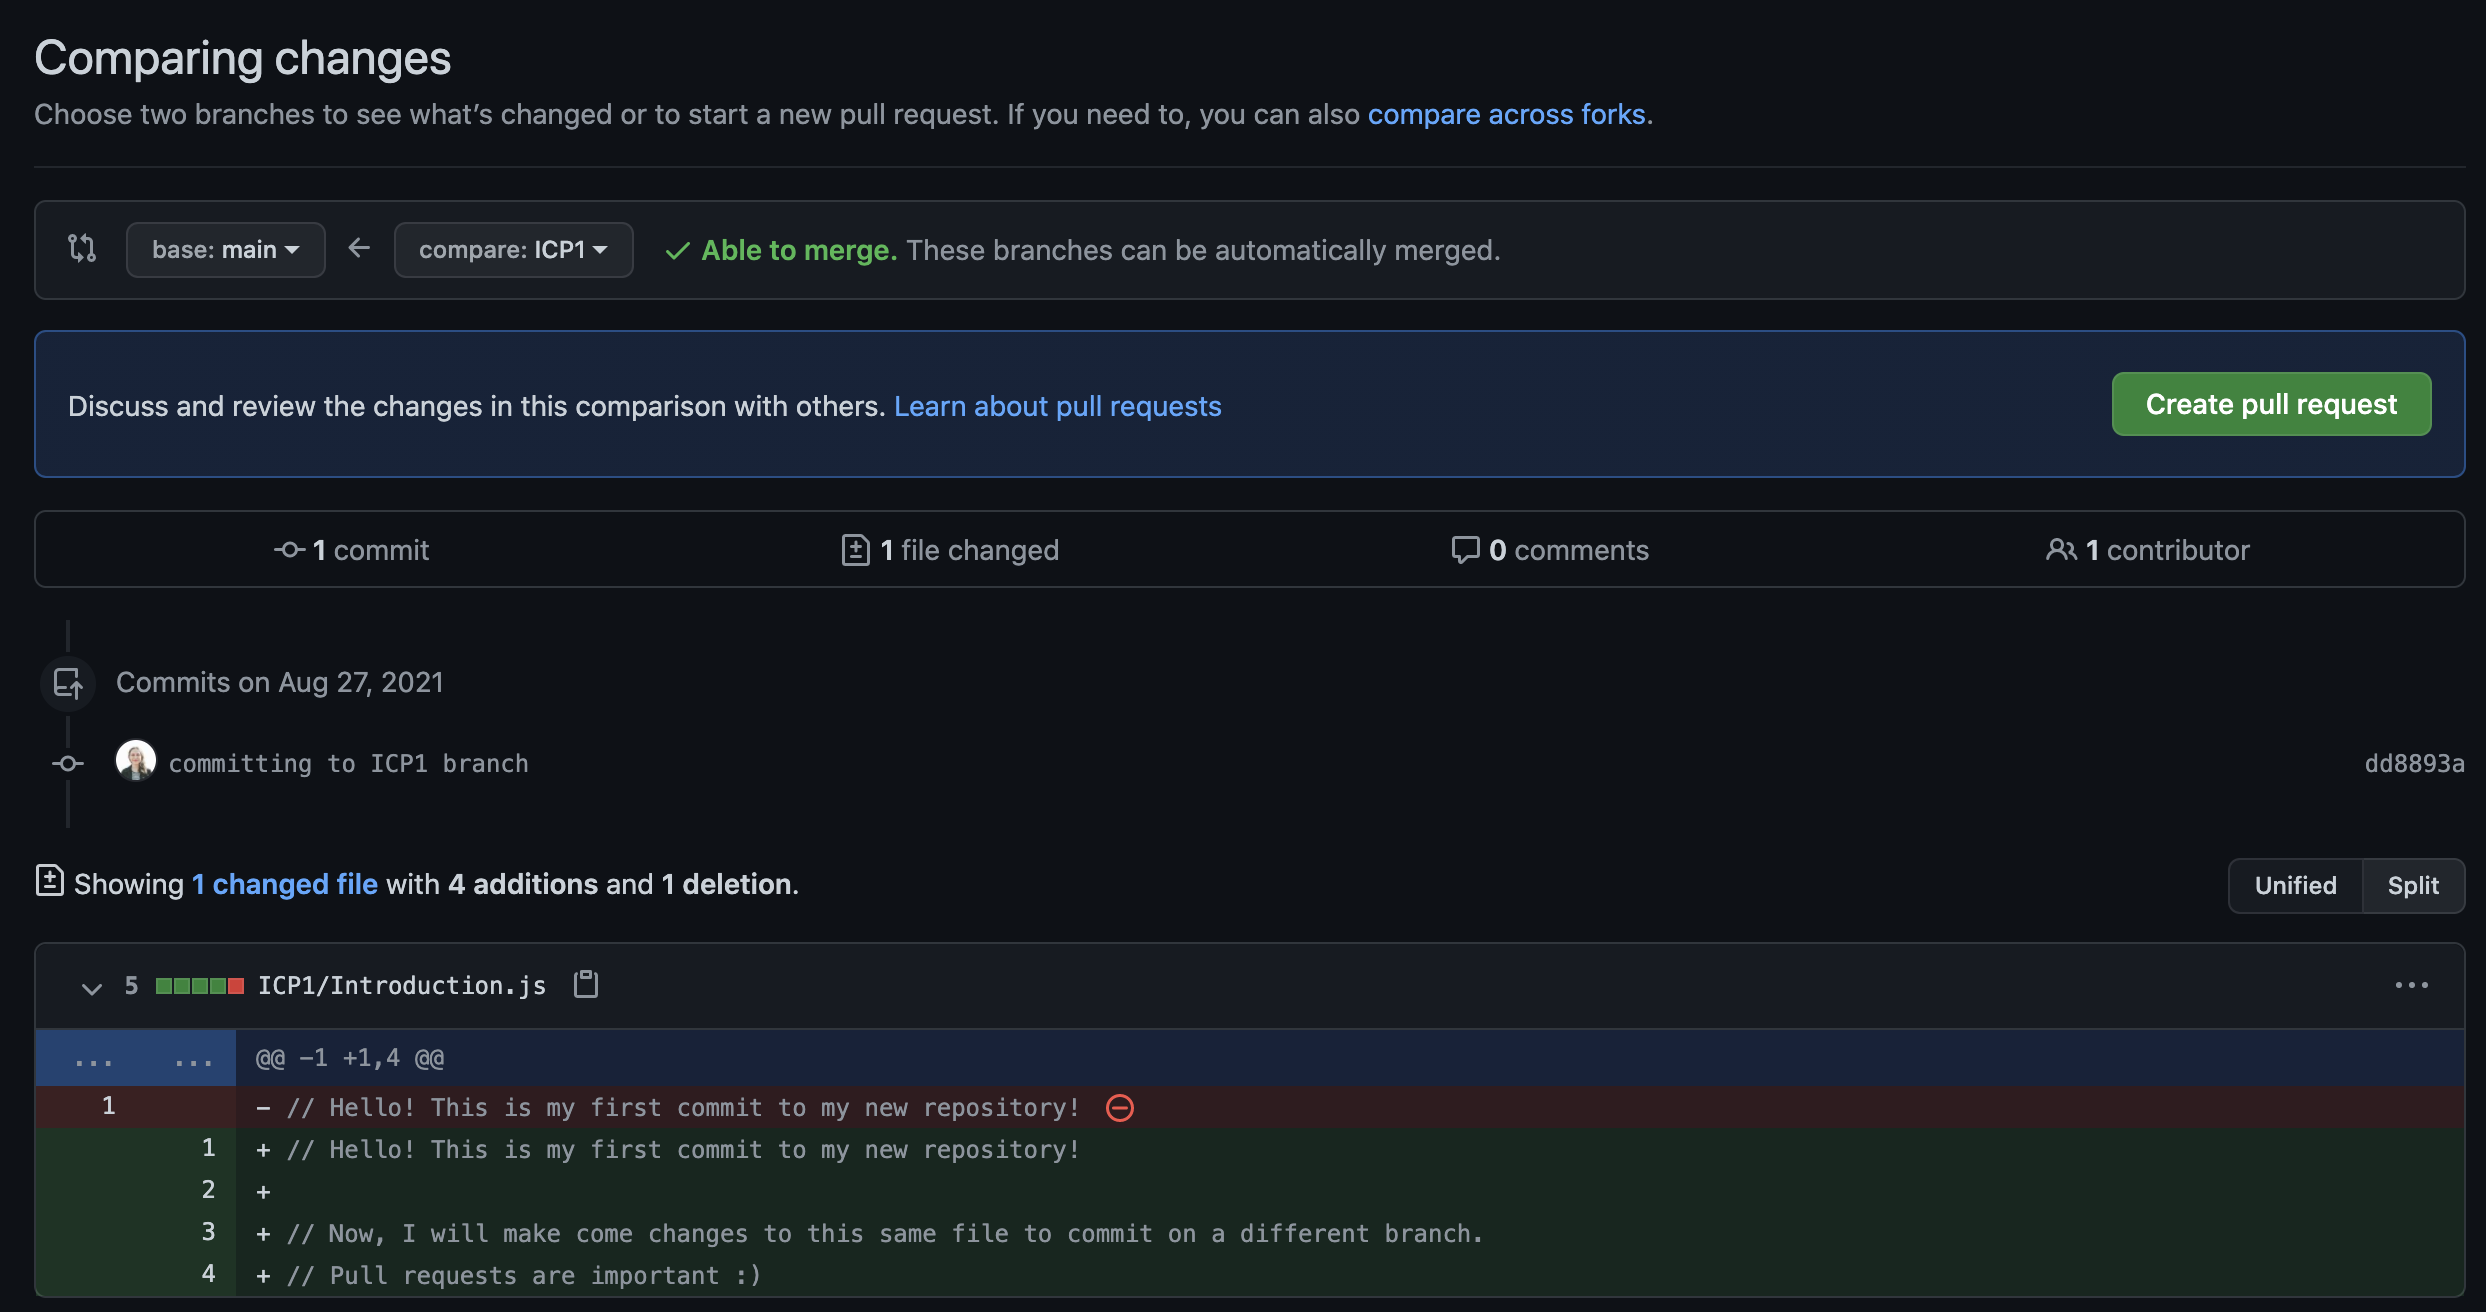 Comparing changes
Choose two branches to see what’s changed or to start a new pull request. If you need to, you can also compare across forks.
base: main compare: ICP1 Able to merge. These branches can be automatically merged.
Discuss and review the changes in this comparison with others. Learn about pull requests Create pull request
1 commit 1 file changed 0 comments 1 contributor
Commits on Aug 27, 2021
committing to ICP1 branch dd8893a
Showing 1 changed file with 4 additions and 1 deletion. Unified Split
5 ICP1/Introduction.js ...
... ... @@ -1 +1,4 @@
1 - // Hello! This is my first commit to my new repository!
1 + // Hello! This is my first commit to my new repository!
2 +
3 + // Now, I will make come changes to this same file to commit on a different branch.
4 + // Pull requests are important :)